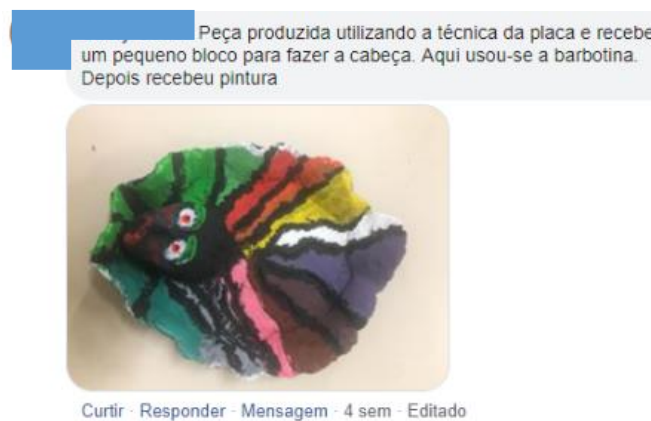 Peça produzida utilizando a técnica da placa e recebe
um pequeno bloco para fazer a cabeça. Aqui usou-se a barbotina.
Depois recebeu pintura
Curtir · Responder · Mensagem · 4 sem · Editado